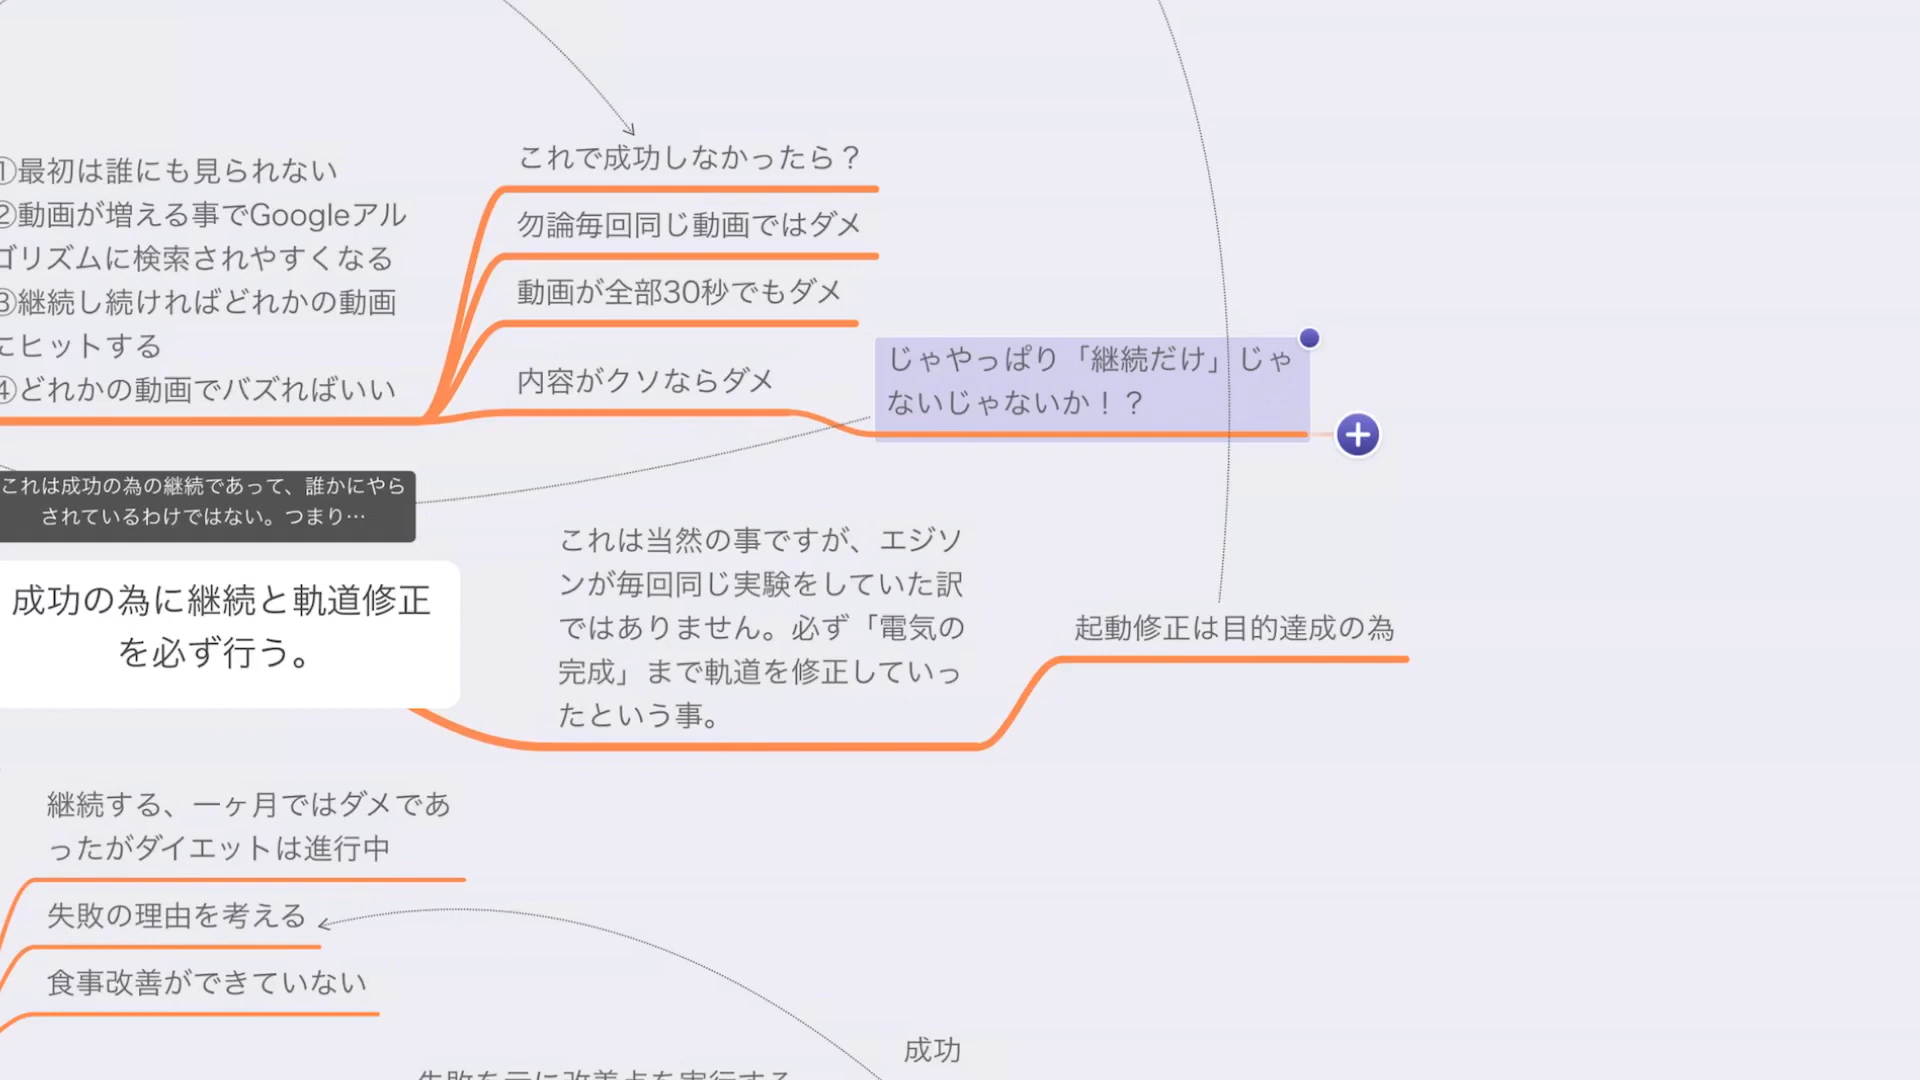 ①最初は誰にも見られない
②動画が増える事でGoogleアル
ゴリズムに検索されやすくなる
③継続し続ければどれかの動画
にヒットする
④どれかの動画でバズればいい
これで成功しなかったら？
勿論毎回同じ動画ではダメ
動画が全部30秒でもダメ
内容がクソならダメ
じゃやっぱり「継続だけ」じゃ
ないじゃないか！？
これは成功の為の継続であって、誰かにやら
されているわけではない。つまり…
成功の為に継続と軌道修正
を必ず行う。
これは当然の事ですが、エジソ
ンが毎回同じ実験をしていた訳
ではありません。必ず「電気の
完成」まで軌道を修正していっ
たという事。
起動修正は目的達成の為
継続する、一ヶ月ではダメであ
ったがダイエットは進行中
失敗の理由を考える
食事改善ができていない
成功
失敗を元に改善点を実行する